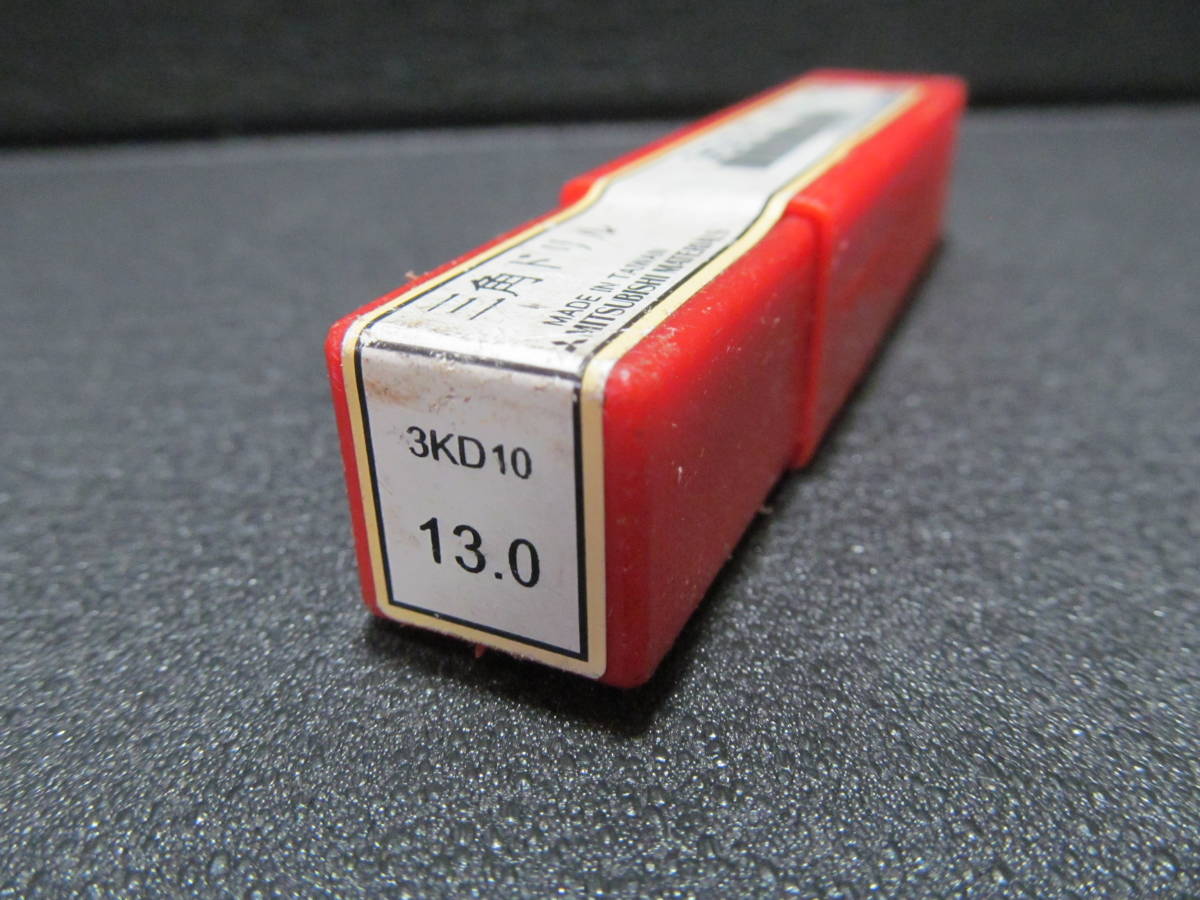 三角ドリル
MADE IN TAIWAN
MITSUBISHI MATERIALS
3KD10
13.0